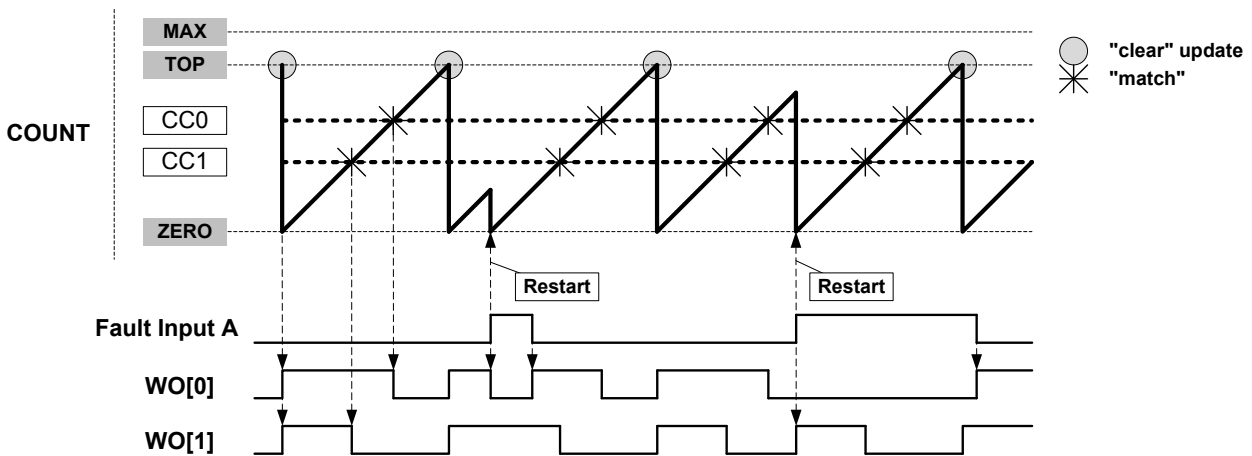 MAX
TOP
"clear" update
"match"
CC0
COUNT
CC1
ZERO
Restart
Restart
Fault Input A
WO[0]
WO[1]